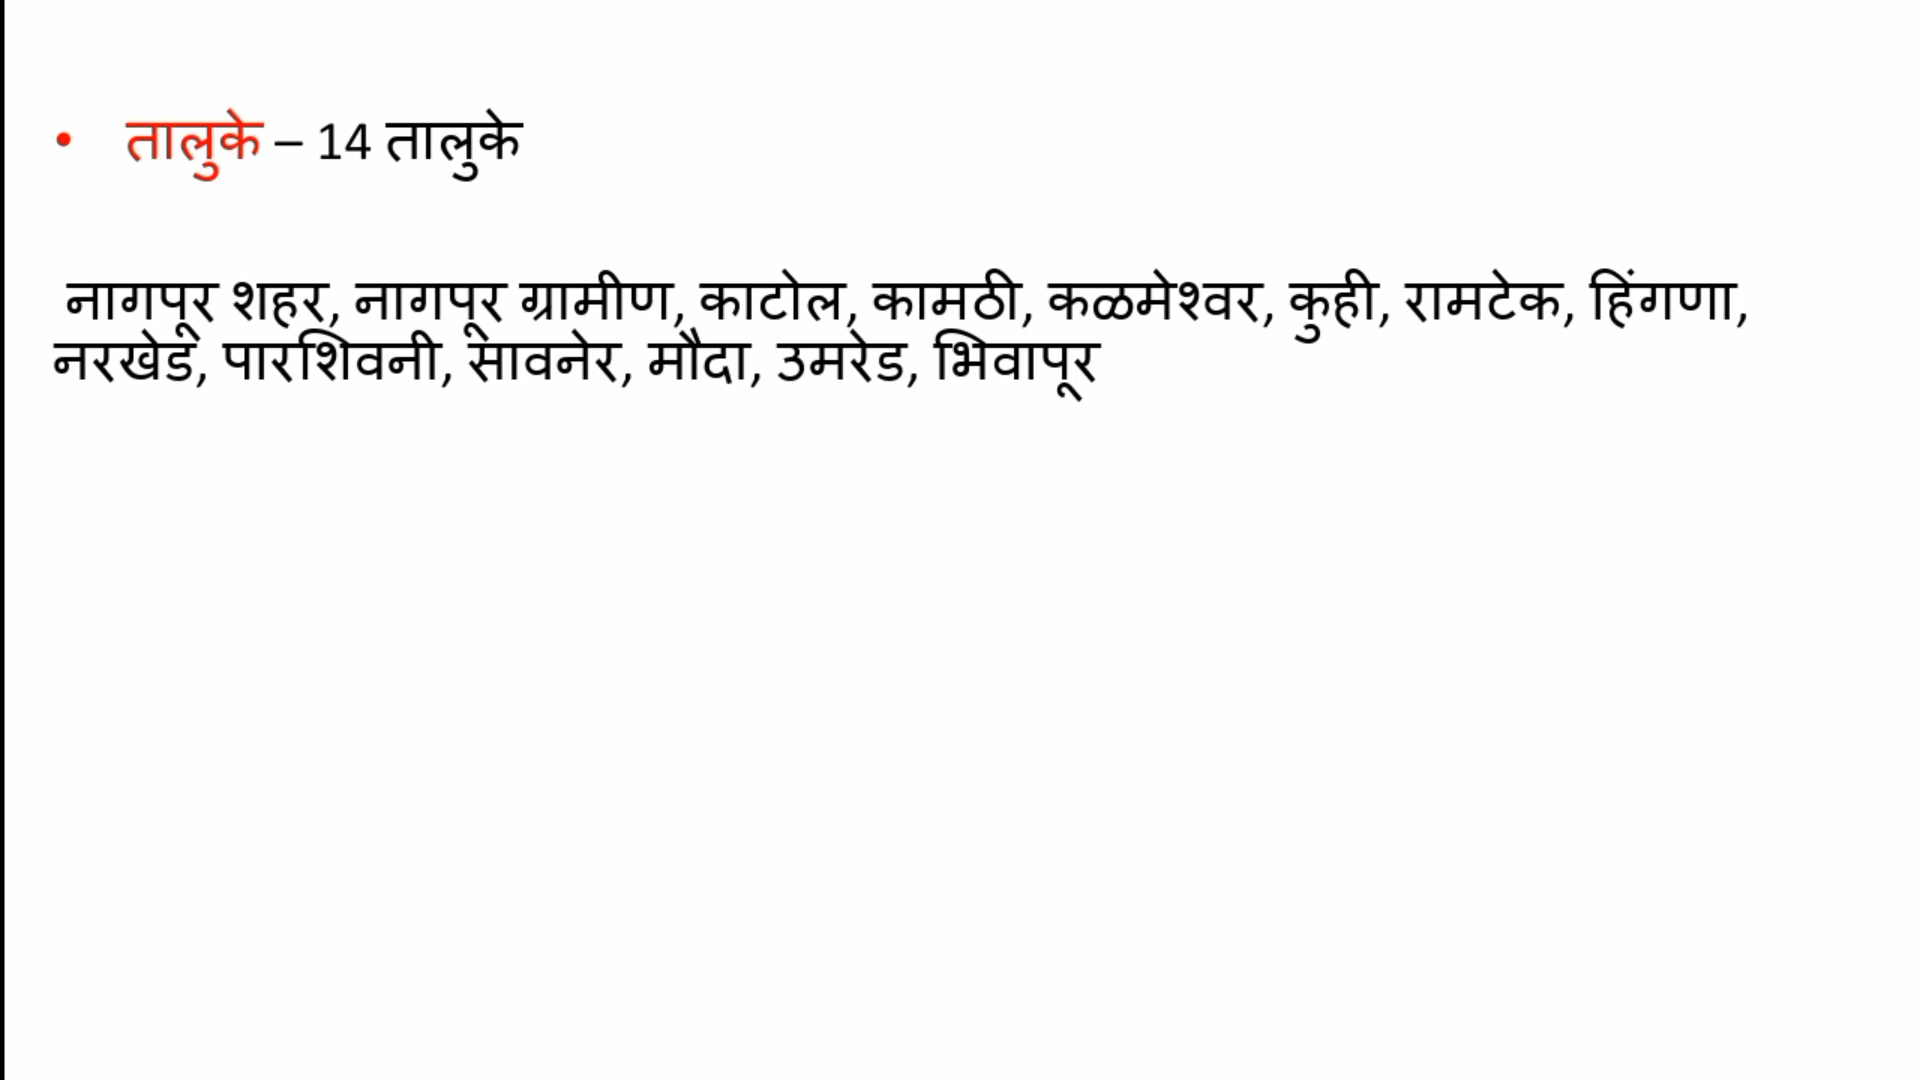 • तालुके – 14 तालुके
नागपूर शहर, नागपूर ग्रामीण, काटोल, कामठी, कळमेश्वर, कुही, रामटेक, हिंगणा,
नरखेड, पारशिवनी, सावनेर, मौदा, उमरेड, भिवापूर